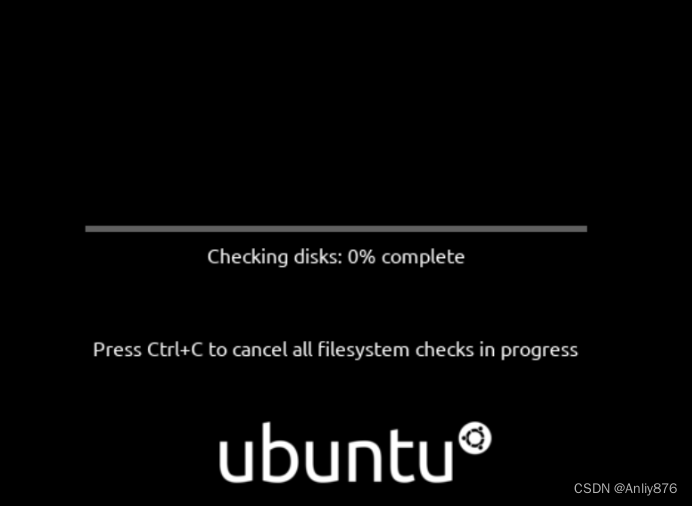 Checking disks: 0% complete
Press Ctrl+C to cancel all filesystem checks in progress
ubuntu
CSDN @Anliy876